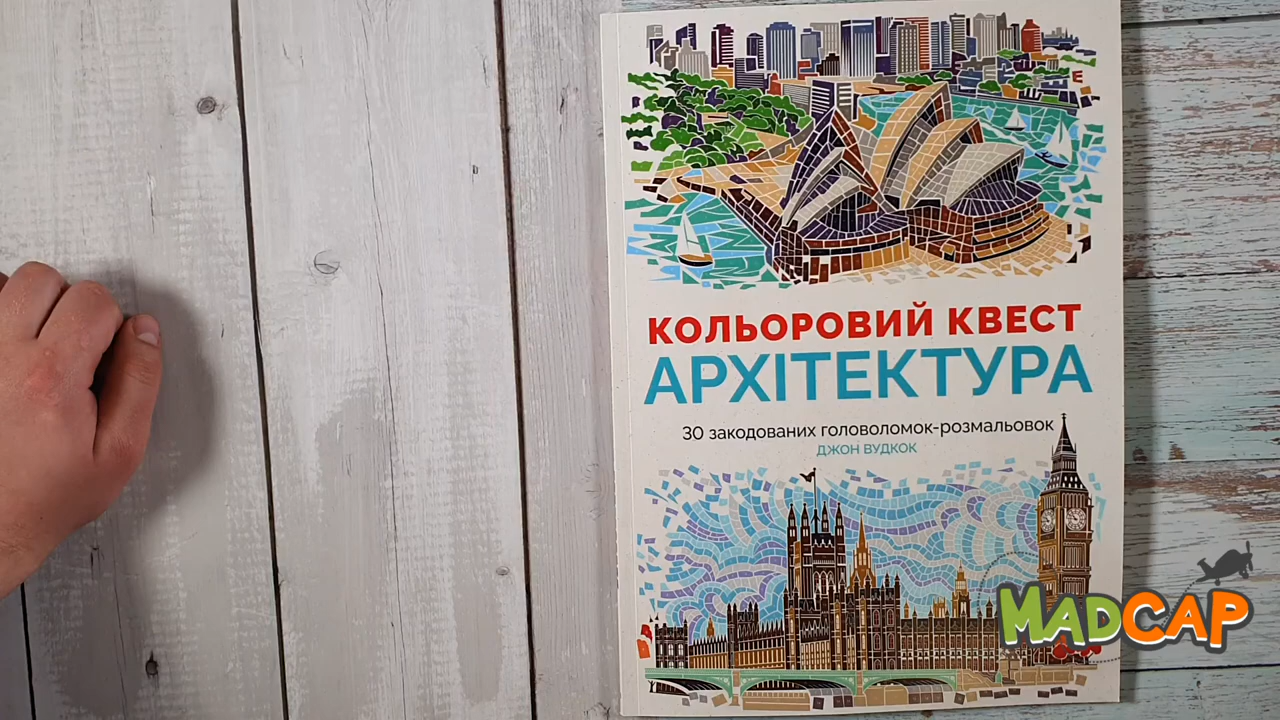 КОЛЬОРОВИЙ КВЕСТ
АРХІТЕКТУРА
30 закодованих головоломок-розмальовок
ДЖОН ВУДКОК
MADCAP